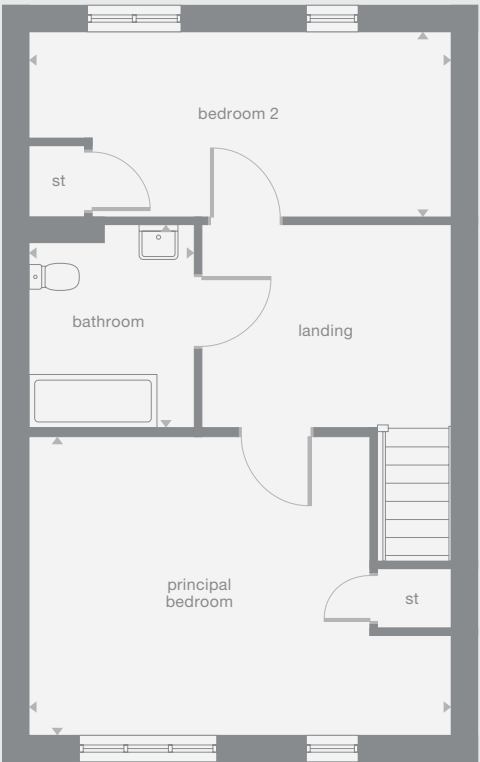 bedroom 2
st
bathroom
landing
principal
bedroom
st